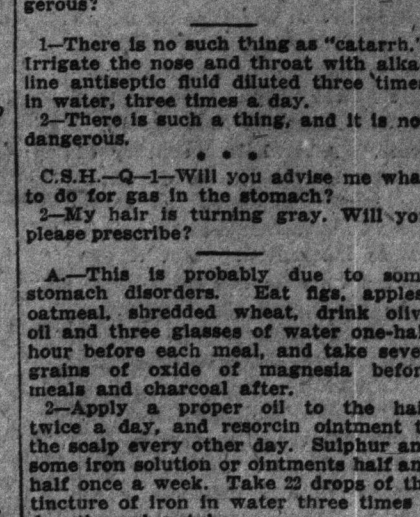 gerous?
1—There is no such thing as "catarrh."
Irrigate the nose and throat with alka
line antiseptic fluid diluted three time
in water, three times a day.
2—There is such a thing, and it is no
dangerous.
C.S.H.—Q—1—Will you advise me wha
to do for gas in the stomach?
2—My hair is turning gray. Will yo
please prescribe?
A.—This is probably due to som
stomach disorders. Eat figs, apples
oatmeal, shredded wheat, drink oliv
oil and three glasses of water one-hal
hour before each meal, and take seve
grains of oxide of magnesia befor
meals and charcoal after.
2—Apply a proper oil to the hai
twice a day, and resorcin ointment t
the scalp every other day. Sulphur an
some iron solution or ointments half an
half once a week. Take 22 drops of th
tincture of iron in water three times